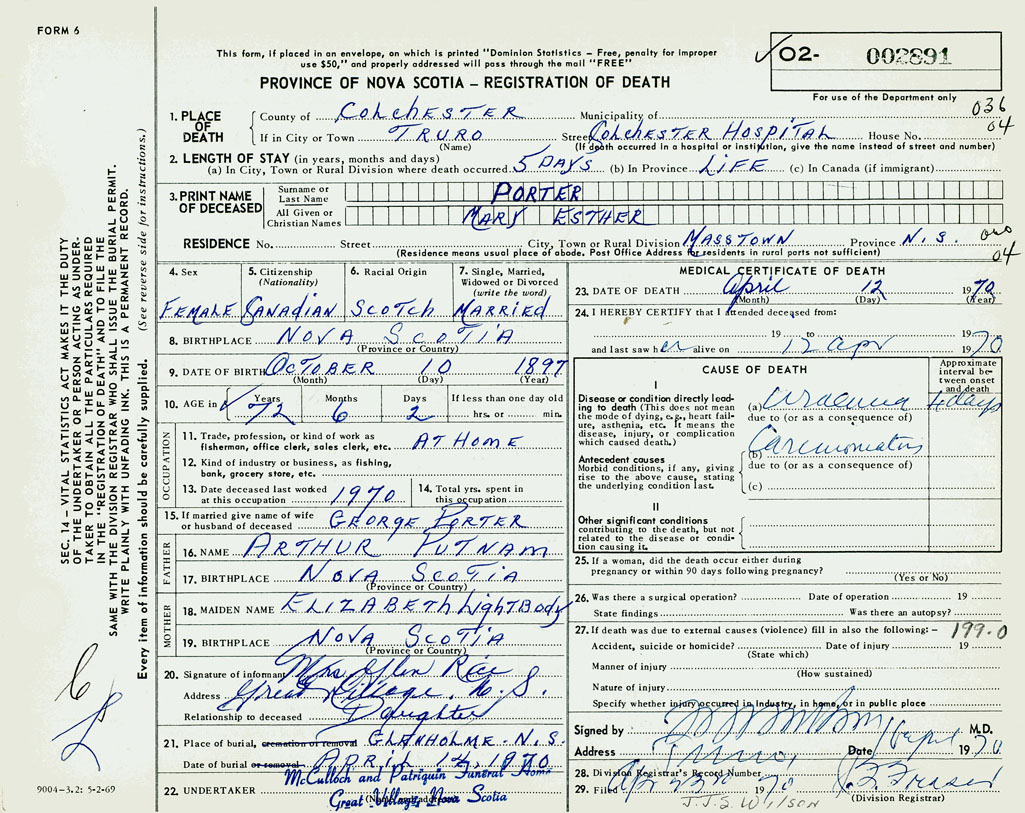 FORM 6
This form, if placed in an envelope, on which is printed "Dominion Statistics – Free, penalty for improper
use $50," and properly addressed will pass through the mail "FREE"
✓ O2- 002891
PROVINCE OF NOVA SCOTIA – REGISTRATION OF DEATH
For use of the Department only
036
04
1. PLACE OF DEATH
County of COLCHESTER Municipality of
If in City or Town TRURO Street COLCHESTER HOSPITAL House No.
(Name) (If death occurred in a hospital or institution, give the name instead of street and number)
2. LENGTH OF STAY (in years, months and days)
(a) In City, Town or Rural Division where death occurred 5 DAYS (b) In Province LIFE (c) In Canada (if immigrant)
3. PRINT NAME OF DECEASED
Surname or Last Name PORTER
All Given or Christian Names MARY ESTHER
RESIDENCE No. Street City, Town or Rural Division MASSTOWN Province N.S.
04
(Residence means usual place of abode. Post Office Address for residents in rural parts not sufficient)
4. Sex 5. Citizenship (Nationality) 6. Racial Origin 7. Single, Married, Widowed or Divorced (write the word)
FEMALE CANADIAN SCOTCH MARRIED
8. BIRTHPLACE NOVA SCOTIA
(Province or Country)
9. DATE OF BIRTH OCTOBER 10 1897
(Month) (Day) (Year)
10. AGE in Years Months Days If less than one day old
✓ 72 6 2 hrs. or min.
OCCUPATION
11. Trade, profession, or kind of work as
fisherman, office clerk, sales clerk, etc. AT HOME
12. Kind of industry or business, as fishing,
bank, grocery store, etc.
13. Date deceased last worked
at this occupation 1970
14. Total yrs. spent in
this occupation
15. If married give name of wife
or husband of deceased GEORGE PORTER
FATHER
16. NAME ARTHUR PUTNAM
17. BIRTHPLACE NOVA SCOTIA
(Province or Country)
MOTHER
18. MAIDEN NAME ELIZABETH LIGHTBODY
19. BIRTHPLACE NOVA SCOTIA
(Province or Country)
20. Signature of informant Mrs Glen Rae
Address Great Village, N.S.
Relationship to deceased Daughter
21. Place of burial, cremation or removal GLENHOLME N.S.
Date of burial or removal APRIL 14, 1970
22. UNDERTAKER McCulloch and Patriquin Funeral Home
(Name and address)
Great Village, Nova Scotia
MEDICAL CERTIFICATE OF DEATH
23. DATE OF DEATH April 12 1970
(Month) (Day) (Year)
24. I HEREBY CERTIFY that I attended deceased from:
19 to 19
and last saw her alive on 12 apr 1970
CAUSE OF DEATH
Approximate interval between onset and death
I
Disease or condition directly leading
to death (This does not mean
the mode of dying, e.g., heart failure,
asthenia, etc. It means the
disease, injury, or complication
which caused death.)
(a) Uraemia 4 days
due to (or as a consequence of)
Antecedent causes
Morbid conditions, if any, giving
rise to the above cause, stating
the underlying condition last.
(b) Carcinomatosis
due to (or as a consequence of)
(c)
II
Other significant conditions
contributing to the death, but not
related to the disease or condition
causing it.
25. If a woman, did the death occur either during
pregnancy or within 90 days following pregnancy?
(Yes or No)
26. Was there a surgical operation? Date of operation 19
State findings Was there an autopsy?
27. If death was due to external causes (violence) fill in also the following: – 199.0
Accident, suicide or homicide? Date of injury 19
(State which)
Manner of injury
(How sustained)
Nature of injury
Specify whether injury occurred in Industry, in home, or in public place
Signed by M.D.
Address Truro Date 1970
28. Division Registrar's Record Number
29. Filed 1970
(Division Registrar)
J.J.S. WILSON
SEC. 14 – VITAL STATISTICS ACT MAKES IT THE DUTY
OF THE UNDERTAKER OR PERSON ACTING AS UNDER-
TAKER TO OBTAIN ALL THE PARTICULARS REQUIRED
IN THE "REGISTRATION OF DEATH" AND TO FILE THE
SAME WITH THE DIVISION REGISTRAR WHO SHALL ISSUE THE BURIAL PERMIT.
WRITE PLAINLY WITH UNFADING INK. THIS IS A PERMANENT RECORD.
Every item of information should be carefully supplied. (See reverse side for instructions.)
9004–3.2: 5-2-69